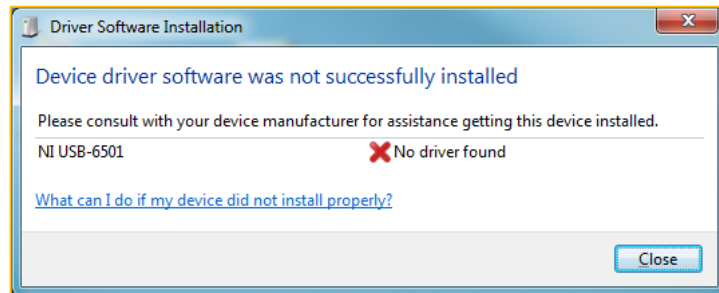 Driver Software Installation
Device driver software was not successfully installed
Please consult with your device manufacturer for assistance getting this device installed.
NI USB-6501 No driver found
What can I do if my device did not install properly?
Close